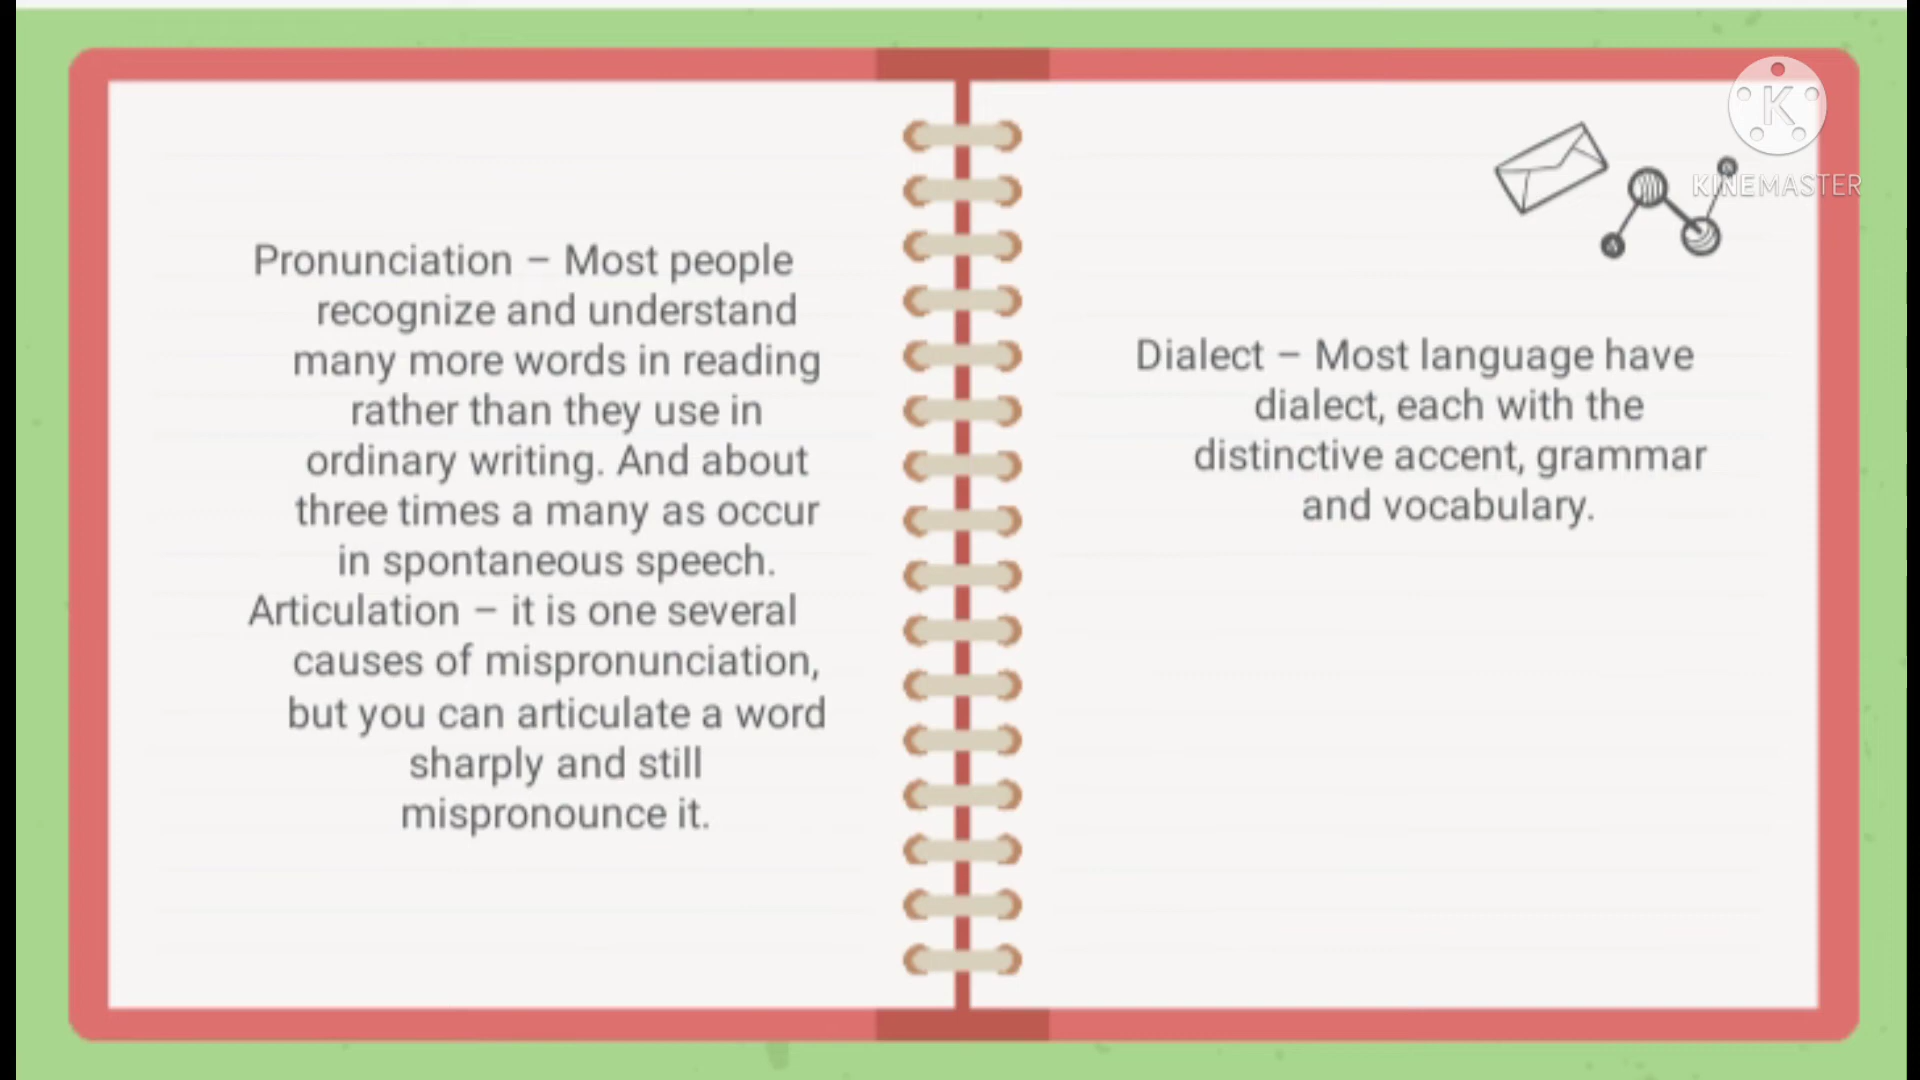 Pronunciation – Most people
recognize and understand
many more words in reading
rather than they use in
ordinary writing. And about
three times a many as occur
in spontaneous speech.
Articulation – it is one several
causes of mispronunciation,
but you can articulate a word
sharply and still
mispronounce it.
Dialect – Most language have
dialect, each with the
distinctive accent, grammar
and vocabulary.
K
KINEMASTER